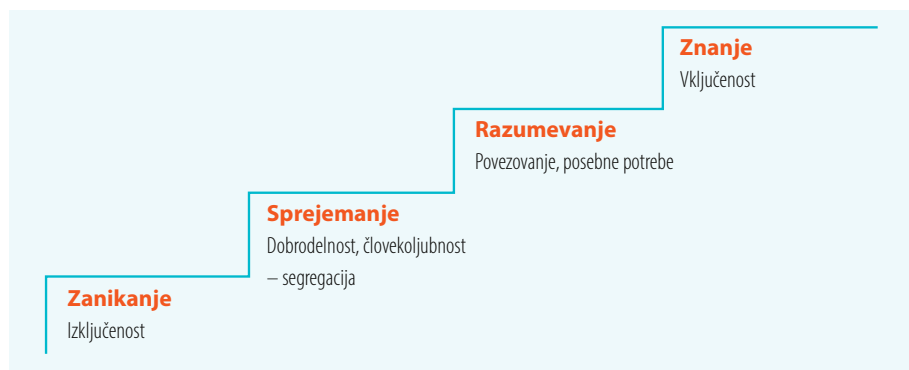 Znanje
Vključenost
Razumevanje
Povezovanje, posebne potrebe
Sprejemanje
Dobrodelnost, človekoljubnost
– segregacija
Zanikanje
Izključenost